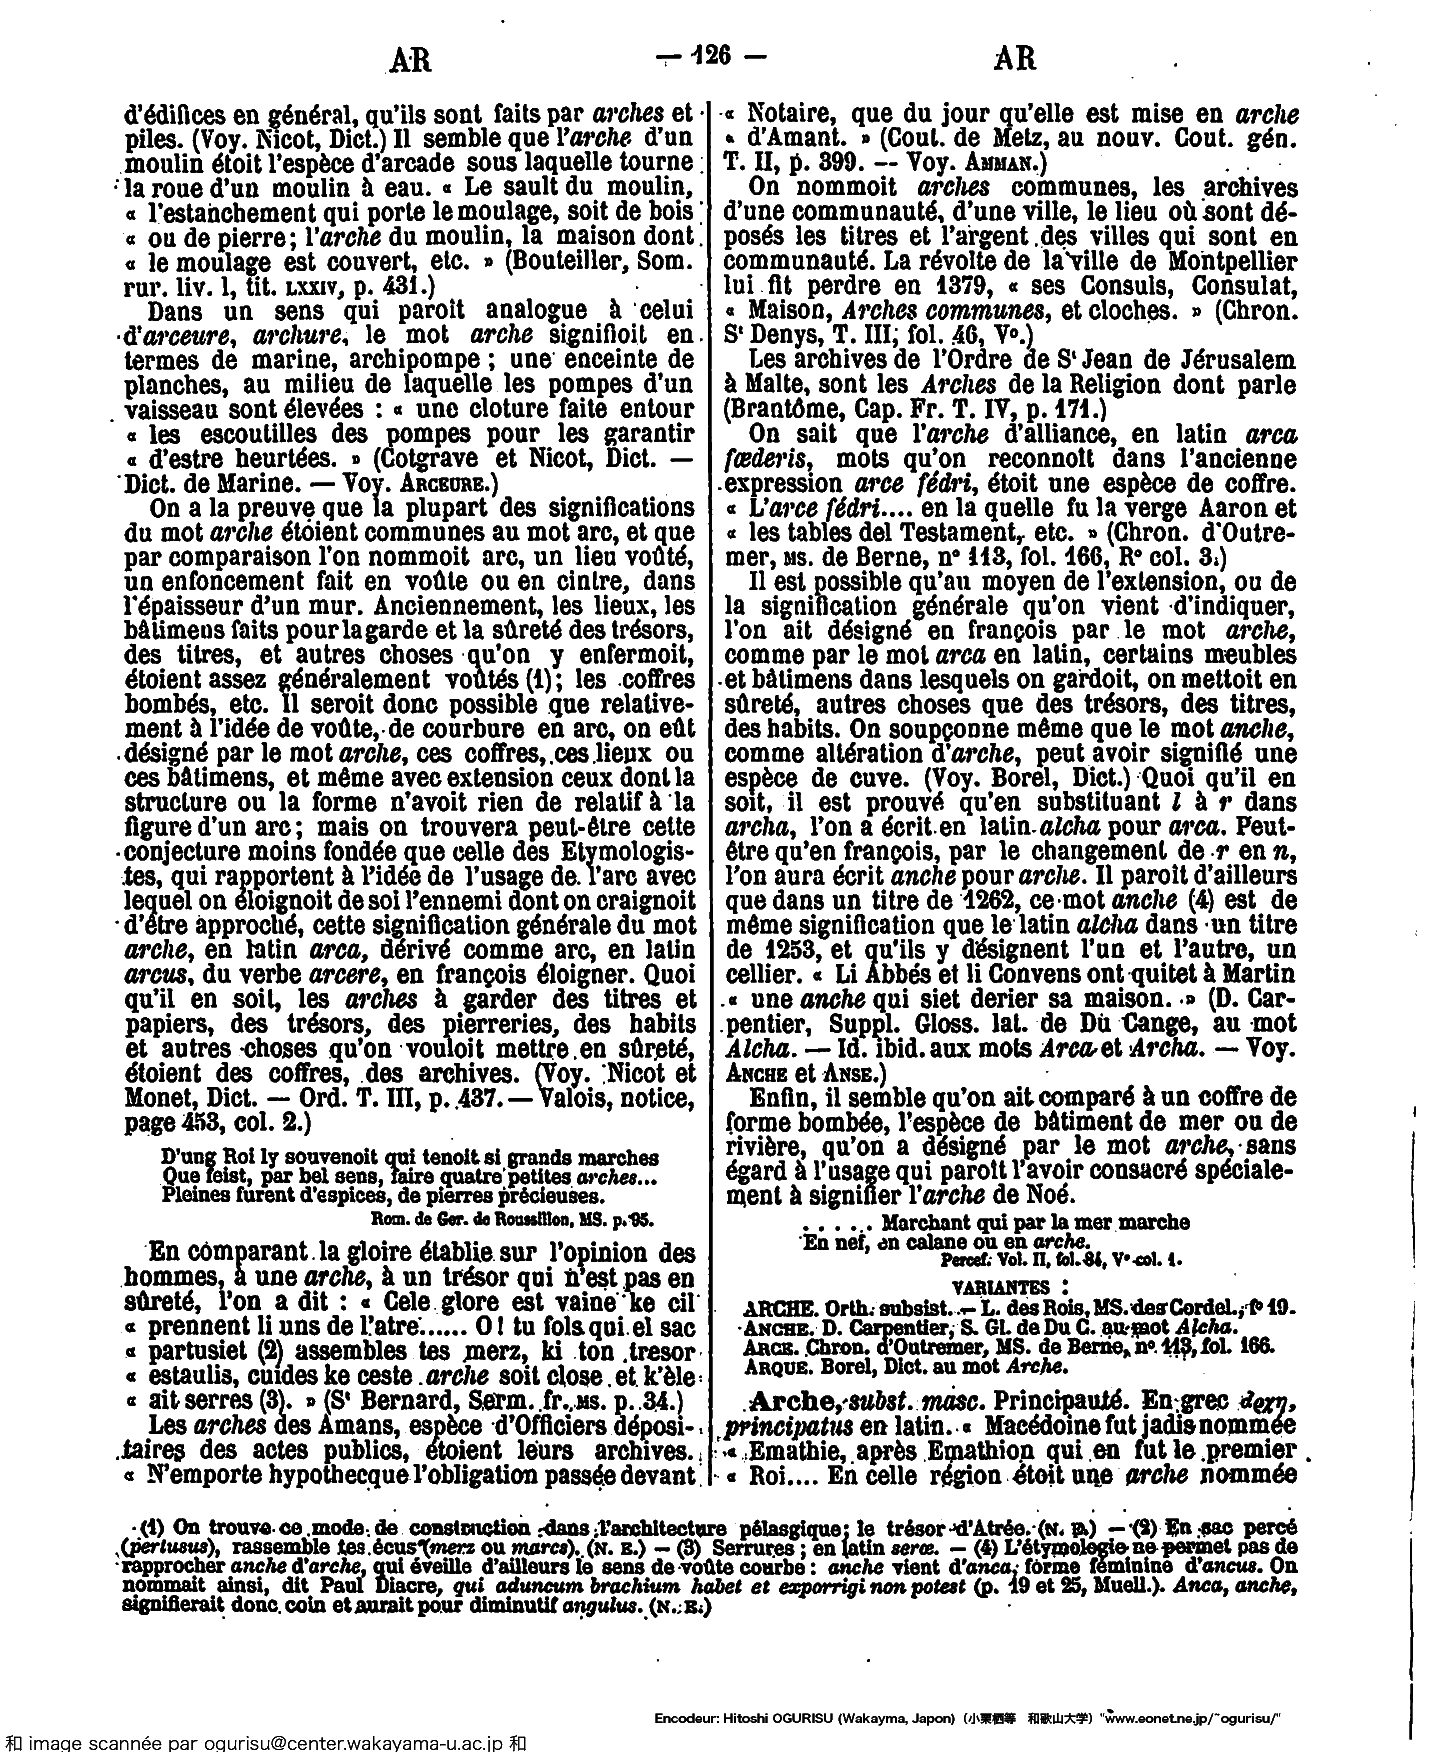 AR — 126 — AR
d'édifices en général, qu'ils sont faits par arches et
piles. (Voy. Nicot, Dict.) Il semble que l'arche d'un
moulin étoit l'espèce d'arcade sous laquelle tourne
la roue d'un moulin à eau. « Le sault du moulin,
« l'estanchement qui porte le moulage, soit de bois
« ou de pierre; l'arche du moulin, la maison dont
« le moulage est couvert, etc. » (Bouteiller, Som.
rur. liv. I, tit. LXXIV, p. 431.)
Dans un sens qui paroit analogue à celui
d'arceure, archure, le mot arche signifioit en
termes de marine, archipompe; une enceinte de
planches, au milieu de laquelle les pompes d'un
vaisseau sont élevées : « une cloture faite entour
« les escoutilles des pompes pour les garantir
« d'estre heurtées. » (Cotgrave et Nicot, Dict. —
Dict. de Marine. — Voy. ARCEURE.)
On a la preuve que la plupart des significations
du mot arche étoient communes au mot arc, et que
par comparaison l'on nommoit arc, un lieu voûté,
un enfoncement fait en voûte ou en cintre, dans
l'épaisseur d'un mur. Anciennement, les lieux, les
bâtimens faits pour la garde et la sûreté des trésors,
des titres, et autres choses qu'on y enfermoit,
étoient assez généralement voûtés (1); les coffres
bombés, etc. Il seroit donc possible que relative-
ment à l'idée de voûte, de courbure en arc, on eût
désigné par le mot arche, ces coffres, ces lieux ou
ces bâtimens, et même avec extension ceux dont la
structure ou la forme n'avoit rien de relatif à la
figure d'un arc; mais on trouvera peut-être cette
conjecture moins fondée que celle des Etymologis-
tes, qui rapportent à l'idée de l'usage de l'arc avec
lequel on éloignoit de soi l'ennemi dont on craignoit
d'être approché, cette signification générale du mot
arche, en latin arca, dérivé comme arc, en latin
arcus, du verbe arcere, en françois éloigner. Quoi
qu'il en soit, les arches à garder des titres et
papiers, des trésors, des pierreries, des habits
et autres choses qu'on vouloit mettre en sûreté,
étoient des coffres, des archives. (Voy. Nicot et
Monet, Dict. — Ord. T. III, p. 437. — Valois, notice,
page 453, col. 2.)
D'ung Roi ly souvenoit qui tenoit si grands marches
Que feist, par bel sens, faire quatre petites arches...
Pleines furent d'espices, de pierres précieuses.
Rom. de Ger. de Roussillon, MS. p. 95.
En comparant la gloire établie sur l'opinion des
hommes, à une arche, à un trésor qui n'est pas en
sûreté, l'on a dit : « Cele glore est vaine ke cil
« prennent li uns de l'atre...... O! tu fols qui el sac
« partusiet (2) assembles tes merz, ki ton tresor
« estaulis, cuides ke ceste arche soit close et k'èle
« ait serres (3). » (St Bernard, Serm. fr. MS. p. 34.)
Les arches des Amans, espèce d'Officiers déposi-
taires des actes publics, étoient leurs archives.
« N'emporte hypothecque l'obligation passée devant
« Notaire, que du jour qu'elle est mise en arche
« d'Amant. » (Cout. de Metz, au nouv. Cout. gén.
T. II, p. 399. — Voy. AMMAN.)
On nommoit arches communes, les archives
d'une communauté, d'une ville, le lieu où sont dé-
posés les titres et l'argent des villes qui sont en
communauté. La révolte de la ville de Montpellier
lui fit perdre en 1379, « ses Consuls, Consulat,
« Maison, Arches communes, et cloches. » (Chron.
St Denys, T. III, fol. 46, Vo.)
Les archives de l'Ordre de St Jean de Jérusalem
à Malte, sont les Arches de la Religion dont parle
(Brantôme, Cap. Fr. T. IV, p. 171.)
On sait que l'arche d'alliance, en latin arca
fœderis, mots qu'on reconnoît dans l'ancienne
expression arce fédri, étoit une espèce de coffre.
« L'arce fédri.... en la quelle fu la verge Aaron et
« les tables del Testament, etc. » (Chron. d'Outre-
mer, MS. de Berne, no 113, fol. 166, Ro col. 3.)
Il est possible qu'au moyen de l'extension, ou de
la signification générale qu'on vient d'indiquer,
l'on ait désigné en françois par le mot arche,
comme par le mot arca en latin, certains meubles
et bâtimens dans lesquels on gardoit, on mettoit en
sûreté, autres choses que des trésors, des titres,
des habits. On soupçonne même que le mot anche,
comme altération d'arche, peut avoir signifié une
espèce de cuve. (Voy. Borel, Dict.) Quoi qu'il en
soit, il est prouvé qu'en substituant l à r dans
archa, l'on a écrit en latin alcha pour arca. Peut-
être qu'en françois, par le changement de r en n,
l'on aura écrit anche pour arche. Il paroit d'ailleurs
que dans un titre de 1262, ce mot anche (4) est de
même signification que le latin alcha dans un titre
de 1253, et qu'ils y désignent l'un et l'autre, un
cellier. « Li Abbés et li Convens ont quitet à Martin
« une anche qui siet derier sa maison. » (D. Car-
pentier, Suppl. Gloss. lat. de Du Cange, au mot
Alcha. — Id. ibid. aux mots Arca et Archa. — Voy.
ANCHE et ANSE.)
Enfin, il semble qu'on ait comparé à un coffre de
forme bombée, l'espèce de bâtiment de mer ou de
rivière, qu'on a désigné par le mot arche, sans
égard à l'usage qui paroît l'avoir consacré spéciale-
ment à signifier l'arche de Noé.
..... Marchant qui par la mer marche
En nef, en calane ou en arche.
Percef. Vol. II, fol. 84, Vo col. 1.
VARIANTES :
ARCHE. Orth. subsist. — L. des Rois, MS. des Cordel., fo 19.
ANCHE. D. Carpentier, S. Gl. de Du C. au mot Alcha.
ARCE. Chron. d'Outremer, MS. de Berne, no 113, fol. 166.
ARQUE. Borel, Dict. au mot Arche.
Arche, subst. masc. Principauté. En grec ἀρχη,
principatus en latin. « Macédoine fut jadis nommée
« Emathie, après Emathion qui en fut le premier
« Roi.... En celle région étoit une arche nommée
(1) On trouve ce mode de construction dans l'architecture pélasgique; le trésor d'Atrée. (N. E.) — (2) En sac percé
(pertusus), rassemble tes écus (merz ou marcs). (N. E.) — (3) Serrures; en latin seræ. — (4) L'étymologie ne permet pas de
rapprocher anche d'arche, qui éveille d'ailleurs le sens de voûte courbe : anche vient d'anca, forme féminine d'ancus. On
nommait ainsi, dit Paul Diacre, qui aduncum brachium habet et exporrigi non potest (p. 19 et 25, Muell.). Anca, anche,
signifierait donc coin et aurait pour diminutif angulus. (N. E.)
Encodeur: Hitoshi OGURISU (Wakayma, Japon) (小栗栖等 和歌山大学) "www.eonet.ne.jp/~ogurisu/"
和 image scannée par ogurisu@center.wakayama-u.ac.jp 和